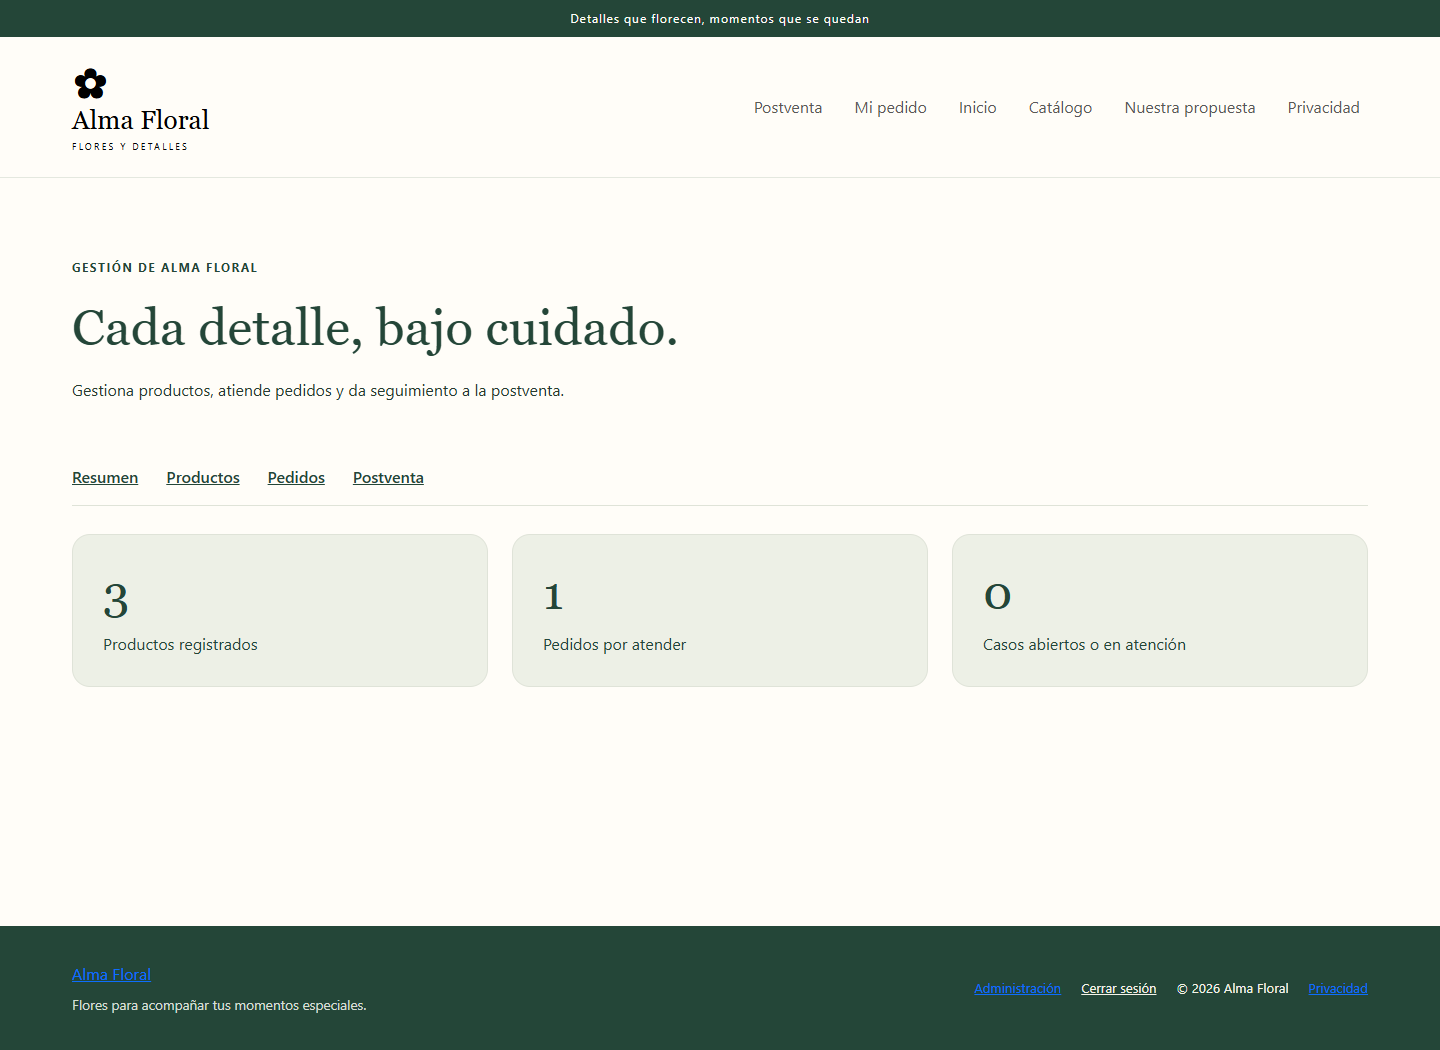 Detalles que florecen, momentos que se quedan
Alma Floral
FLORES Y DETALLES
Postventa
Mi pedido
Inicio
Catálogo
Nuestra propuesta
Privacidad
GESTIÓN DE ALMA FLORAL
Cada detalle, bajo cuidado.
Gestiona productos, atiende pedidos y da seguimiento a la postventa.
Resumen
Productos
Pedidos
Postventa
3
Productos registrados
1
Pedidos por atender
0
Casos abiertos o en atención
Alma Floral
Flores para acompañar tus momentos especiales.
Administración
Cerrar sesión
© 2026 Alma Floral
Privacidad